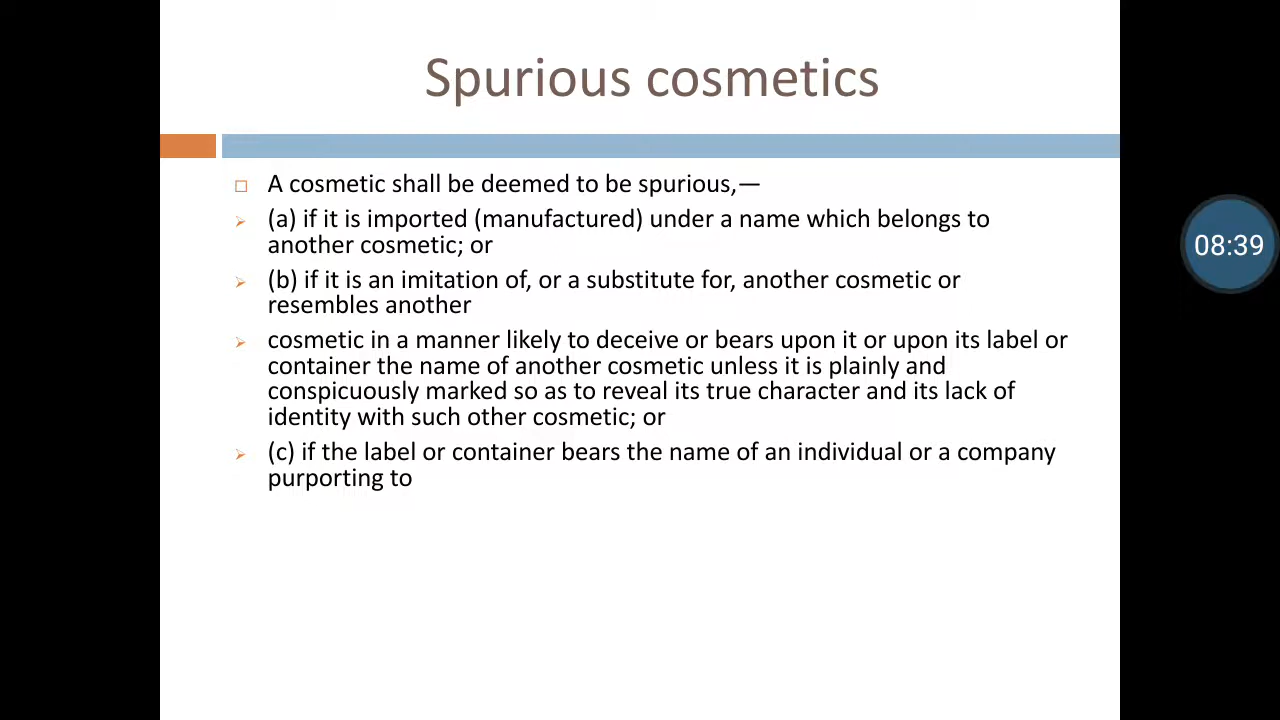 Spurious cosmetics
A cosmetic shall be deemed to be spurious,—
(a) if it is imported (manufactured) under a name which belongs to
another cosmetic; or
(b) if it is an imitation of, or a substitute for, another cosmetic or
resembles another
cosmetic in a manner likely to deceive or bears upon it or upon its label or
container the name of another cosmetic unless it is plainly and
conspicuously marked so as to reveal its true character and its lack of
identity with such other cosmetic; or
(c) if the label or container bears the name of an individual or a company
purporting to
08:39